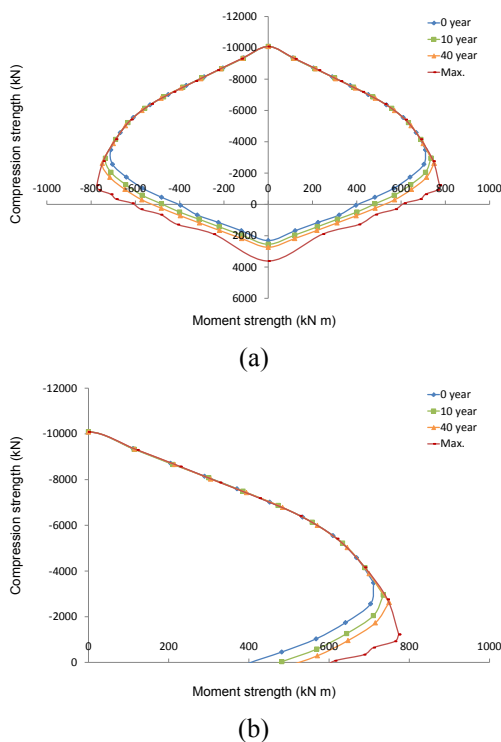 -12000
-10000
-8000
-6000
-4000
-2000
0
2000
4000
6000
-1000 -800 -600 -400 -200 0 200 400 600 800 1000
Compression strength (kN)
Moment strength (kN m)
0 year
10 year
40 year
Max.
(a)
-12000
-10000
-8000
-6000
-4000
-2000
0
0 200 400 600 800 1000
Compression strength (kN)
Moment strength (kN m)
0 year
10 year
40 year
Max.
(b)